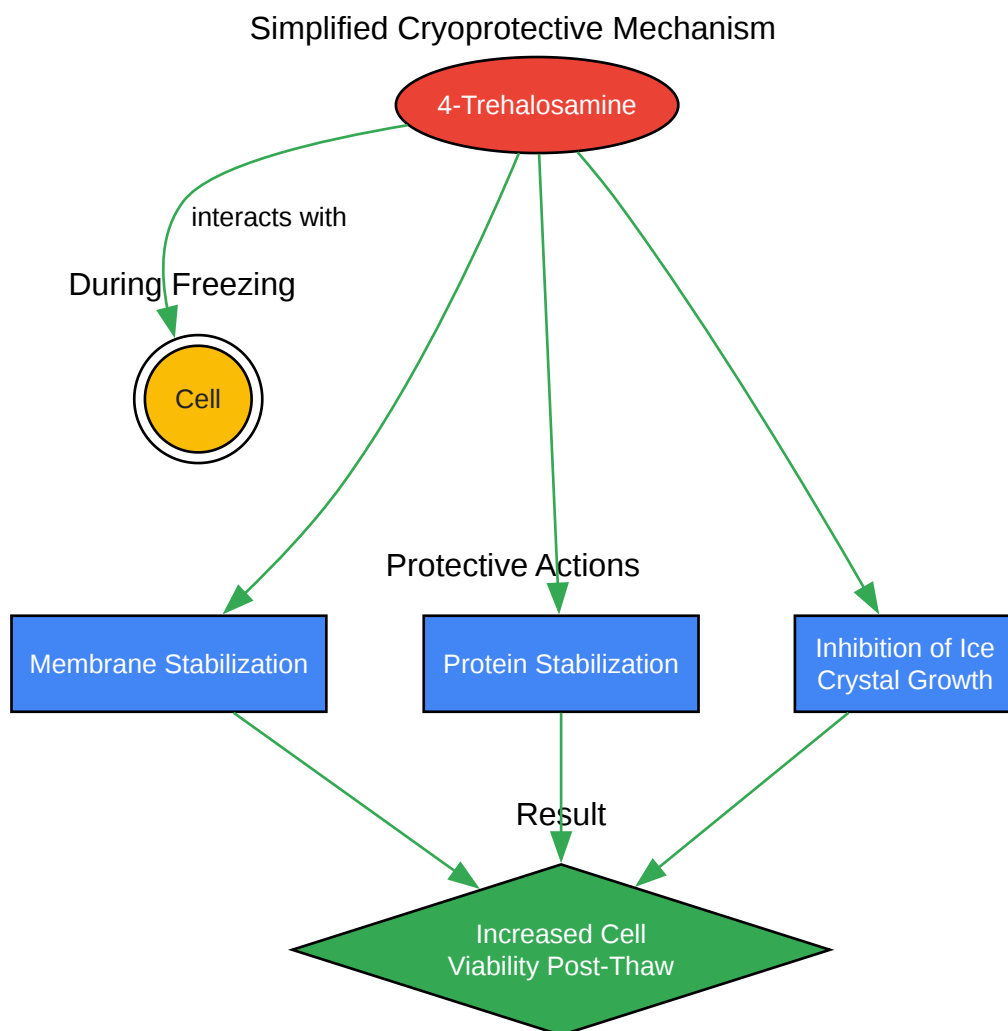 Simplified Cryoprotective Mechanism
4-Trehalosamine
interacts with
During Freezing
Cell
Protective Actions
Membrane Stabilization
Protein Stabilization
Inhibition of Ice
Crystal Growth
Result
Increased Cell
Viability Post-Thaw